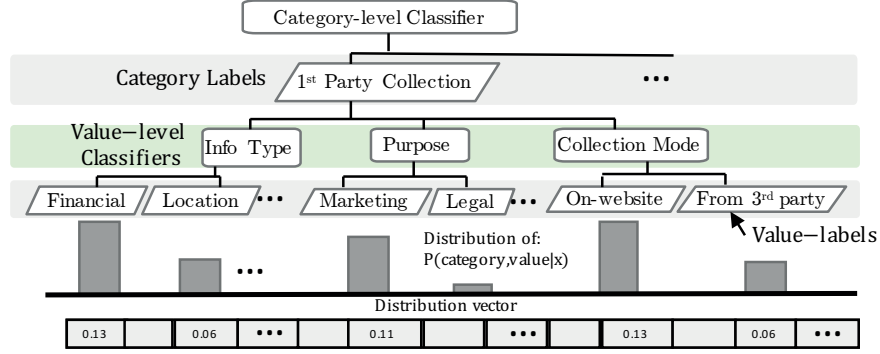 Category-level Classifier
Category Labels
1st Party Collection
...
Value−level
Classifiers
Info Type
Purpose
Collection Mode
Financial
Location
...
Marketing
Legal
...
On-website
From 3rd party
Value−labels
Distribution of:
P(category,value|x)
...
Distribution vector
0.13
0.06
...
0.11
...
0.13
0.06
...